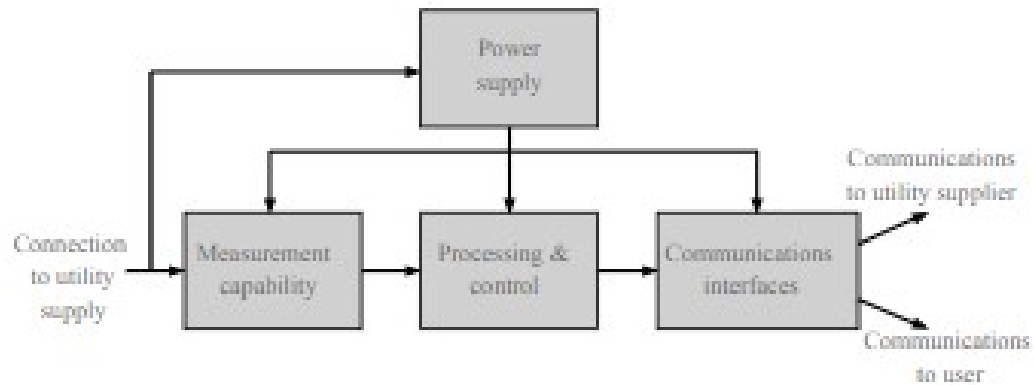 Power
supply
Communications
to utility supplier
Connection
to utility
supply
Measurement
capability
Processing &
control
Communications
interfaces
Communications
to user